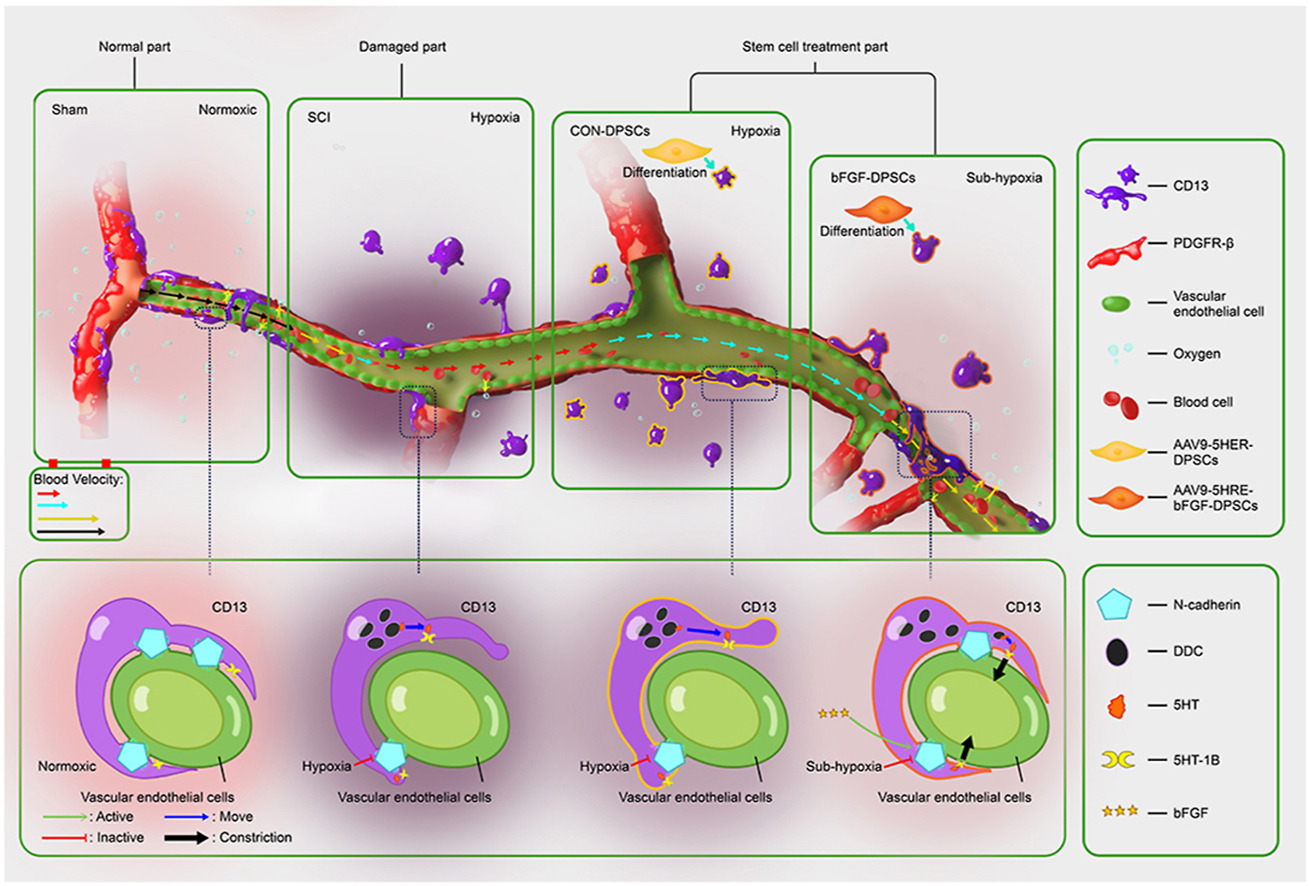 Normal part
Damaged part
Stem cell treatment part
Sham
Normoxic
SCI
Hypoxia
CON-DPSCs
Hypoxia
Differentiation
bFGF-DPSCs
Sub-hypoxia
Differentiation
CD13
PDGFR-β
Vascular
endothelial cell
Oxygen
Blood cell
AAV9-5HER-
DPSCs
AAV9-5HRE-
bFGF-DPSCs
Blood Velocity:
CD13
Normoxic
Vascular endothelial cells
CD13
Hypoxia
Vascular endothelial cells
CD13
Hypoxia
Vascular endothelial cells
CD13
Sub-hypoxia
Vascular endothelial cells
: Active
: Move
: Inactive
: Constriction
N-cadherin
DDC
5HT
5HT-1B
bFGF